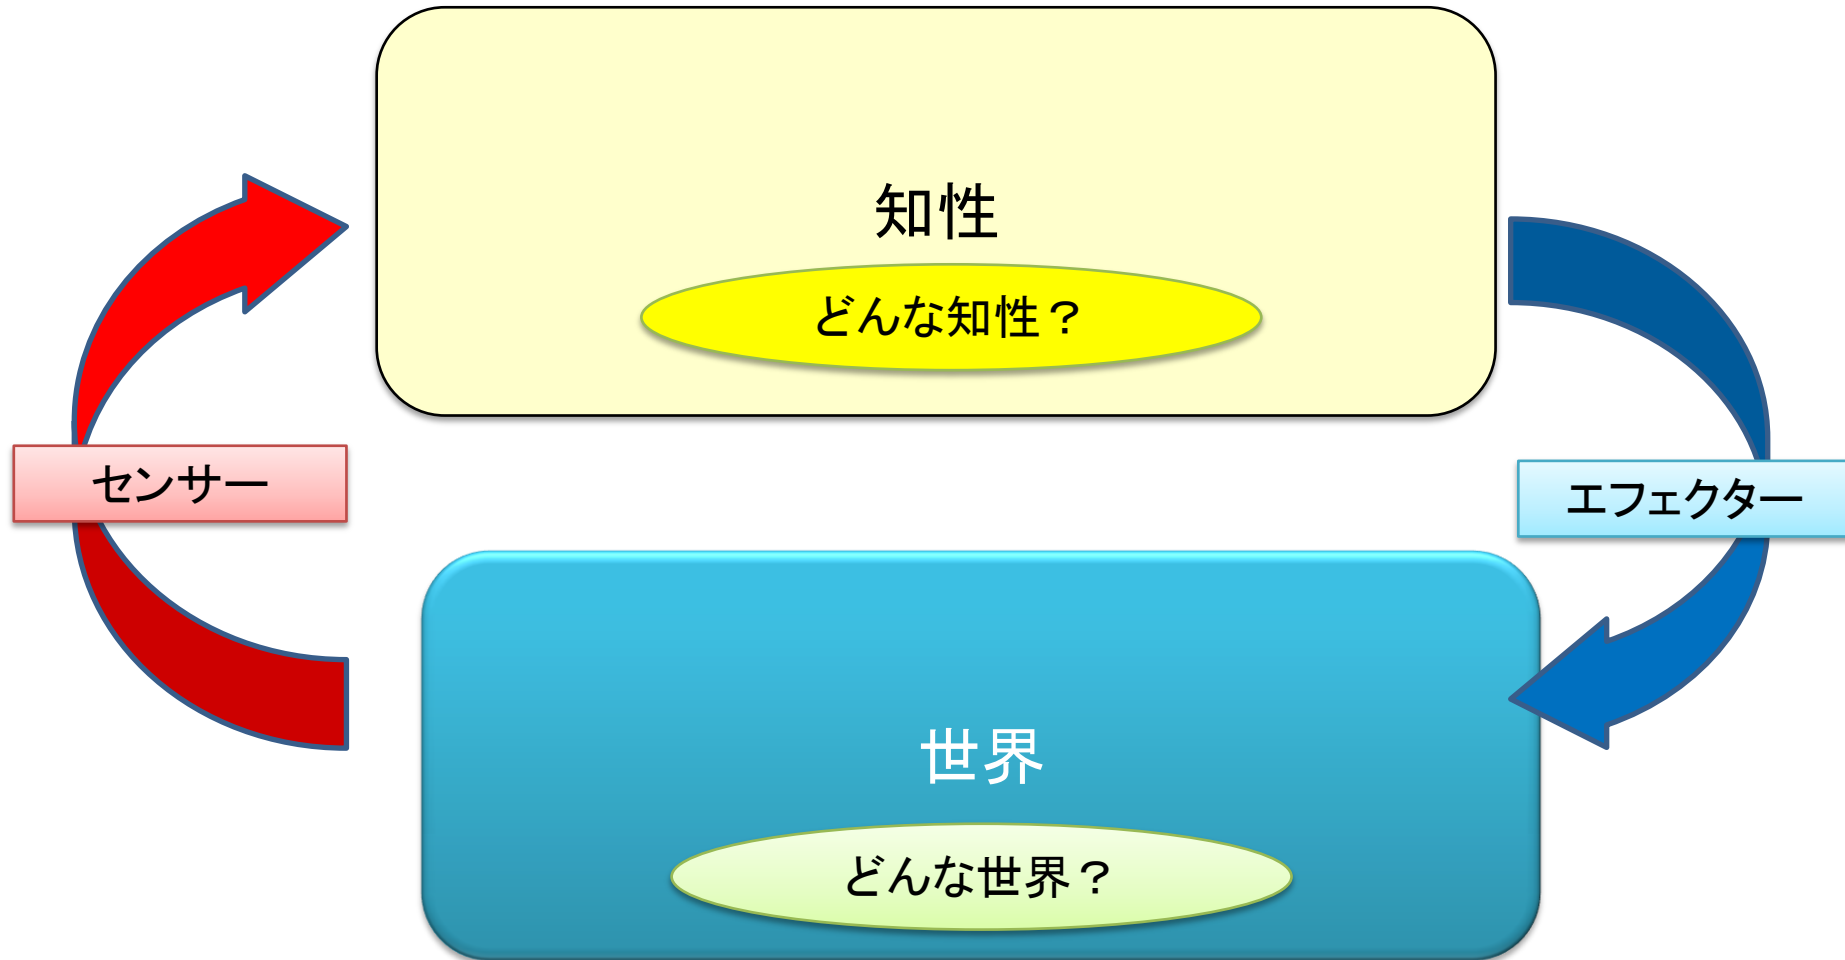 知性
どんな知性？
センサー
エフェクター
世界
どんな世界？